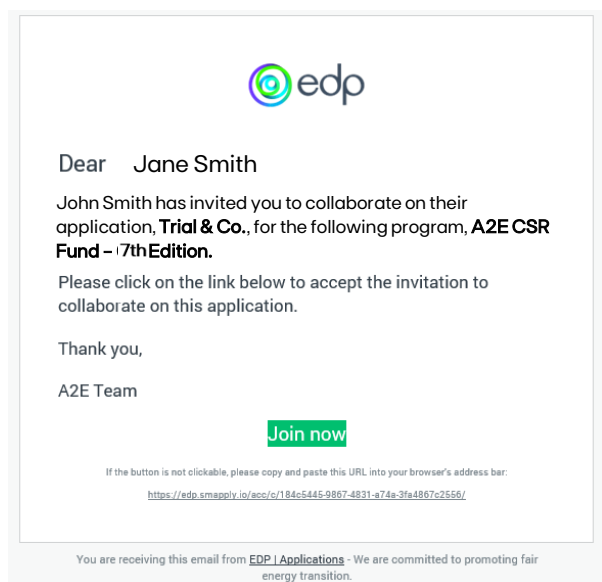 edp
Dear Jane Smith
John Smith has invited you to collaborate on their
application, Trial & Co., for the following program, A2E CSR
Fund – 7th Edition.
Please click on the link below to accept the invitation to
collaborate on this application.
Thank you,
A2E Team
Join now
If the button is not clickable, please copy and paste this URL into your browser's address bar:
https://edp.smapply.io/acc/c/184c5445-9867-4831-a74a-3fa4867c2556/
You are receiving this email from EDP | Applications - We are committed to promoting fair
energy transition.